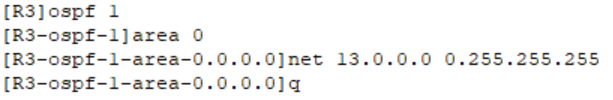 [R3]ospf 1
[R3-ospf-1]area 0
[R3-ospf-1-area-0.0.0.0]net 13.0.0.0 0.255.255.255
[R3-ospf-1-area-0.0.0.0]q